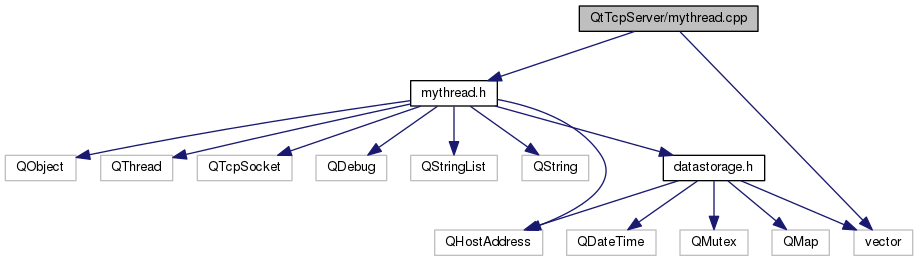 QtTcpServer/mythread.cpp
mythread.h
QObject
QThread
QTcpSocket
QDebug
QStringList
QString
datastorage.h
QHostAddress
QDateTime
QMutex
QMap
vector